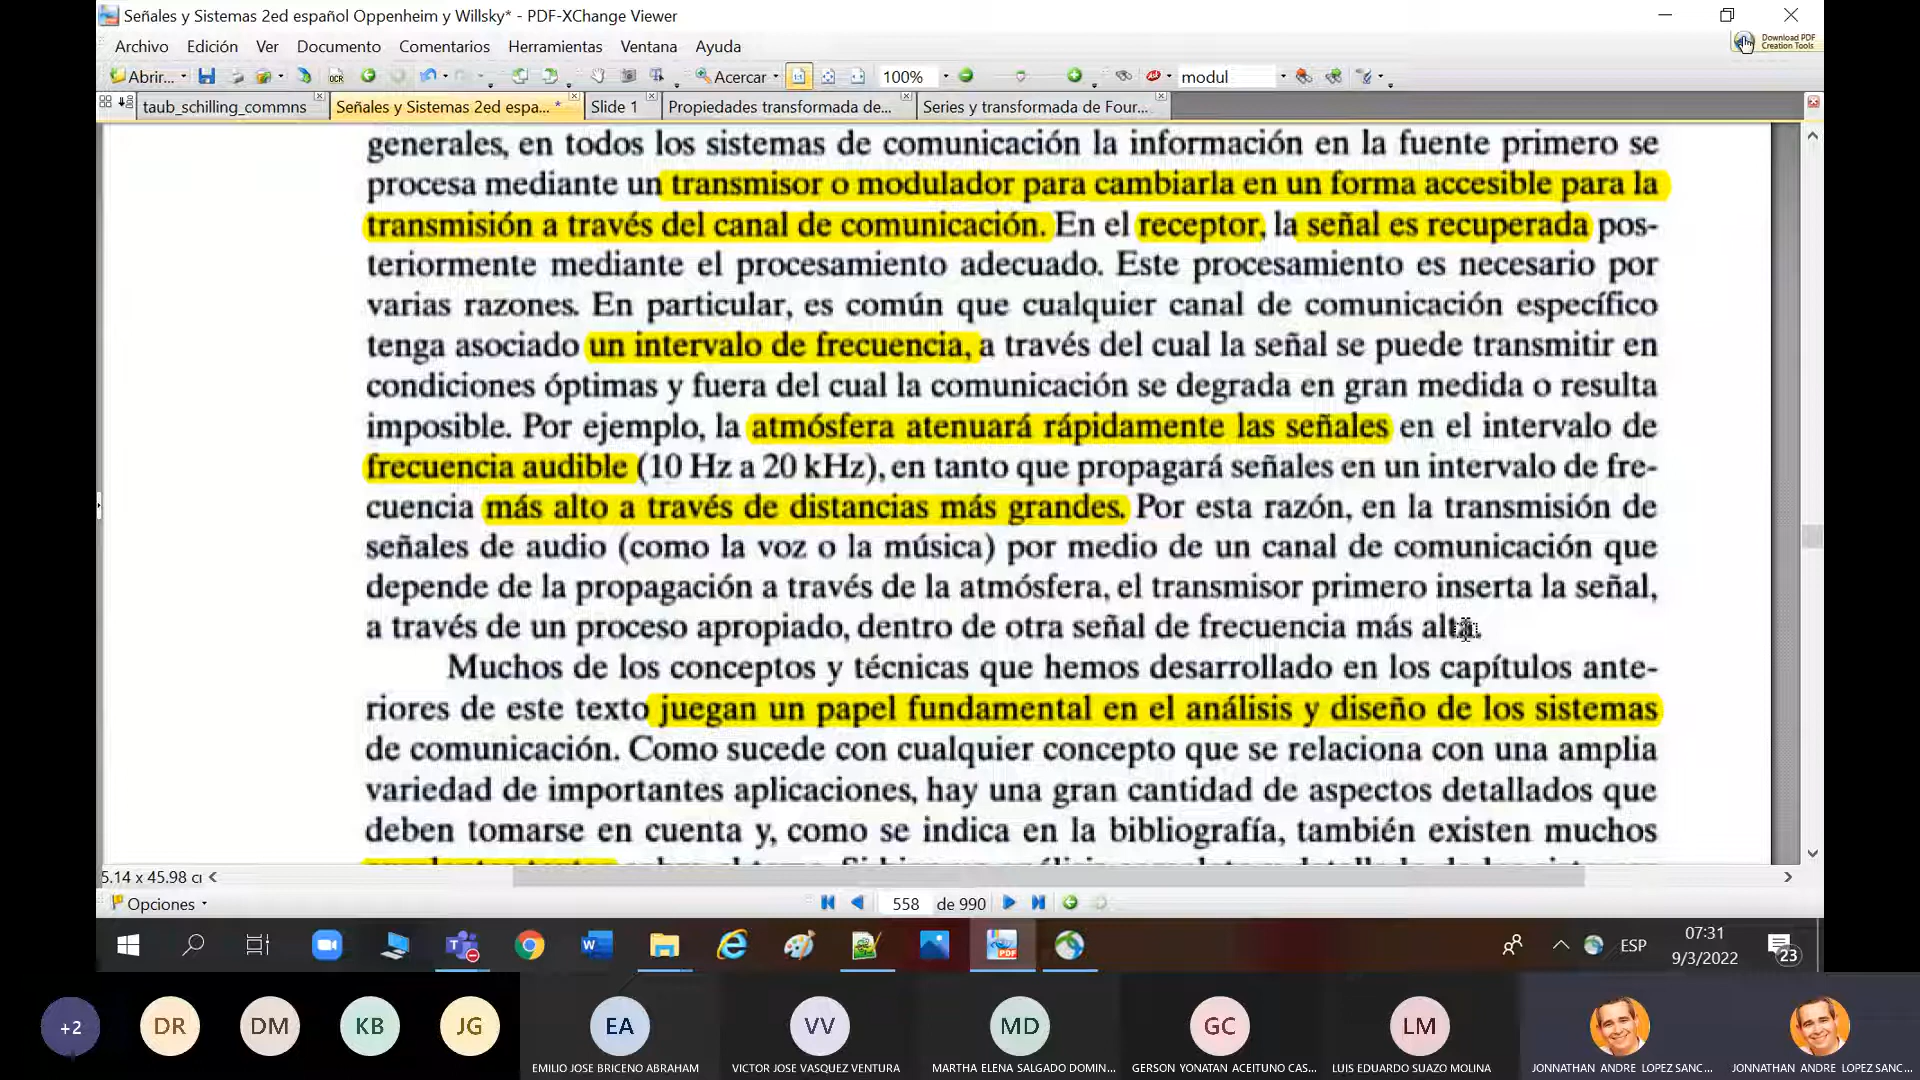 Señales y Sistemas 2ed español Oppenheim y Willsky* - PDF-XChange Viewer
Archivo Edición Ver Documento Comentarios Herramientas Ventana Ayuda
Download PDF
Creation Tools
Abrir... OCR Acercar 100% modul
taub_schilling_commns Señales y Sistemas 2ed espa... * Slide 1 Propiedades transformada de... Series y transformada de Four...
generales, en todos los sistemas de comunicación la información en la fuente primero se
procesa mediante un transmisor o modulador para cambiarla en un forma accesible para la
transmisión a través del canal de comunicación. En el receptor, la señal es recuperada pos-
teriormente mediante el procesamiento adecuado. Este procesamiento es necesario por
varias razones. En particular, es común que cualquier canal de comunicación específico
tenga asociado un intervalo de frecuencia, a través del cual la señal se puede transmitir en
condiciones óptimas y fuera del cual la comunicación se degrada en gran medida o resulta
imposible. Por ejemplo, la atmósfera atenuará rápidamente las señales en el intervalo de
frecuencia audible (10 Hz a 20 kHz), en tanto que propagará señales en un intervalo de fre-
cuencia más alto a través de distancias más grandes. Por esta razón, en la transmisión de
señales de audio (como la voz o la música) por medio de un canal de comunicación que
depende de la propagación a través de la atmósfera, el transmisor primero inserta la señal,
a través de un proceso apropiado, dentro de otra señal de frecuencia más alta.
Muchos de los conceptos y técnicas que hemos desarrollado en los capítulos ante-
riores de este texto juegan un papel fundamental en el análisis y diseño de los sistemas
de comunicación. Como sucede con cualquier concepto que se relaciona con una amplia
variedad de importantes aplicaciones, hay una gran cantidad de aspectos detallados que
deben tomarse en cuenta y, como se indica en la bibliografía, también existen muchos
5.14 x 45.98 cı
Opciones 558 de 990
ESP 07:31
9/3/2022 23
+2 DR DM KB JG EA VV MD GC LM
EMILIO JOSE BRICENO ABRAHAM VICTOR JOSE VASQUEZ VENTURA MARTHA ELENA SALGADO DOMIN... GERSON YONATAN ACEITUNO CAS... LUIS EDUARDO SUAZO MOLINA JONNATHAN ANDRE LOPEZ SANC... JONNATHAN ANDRE LOPEZ SANC...